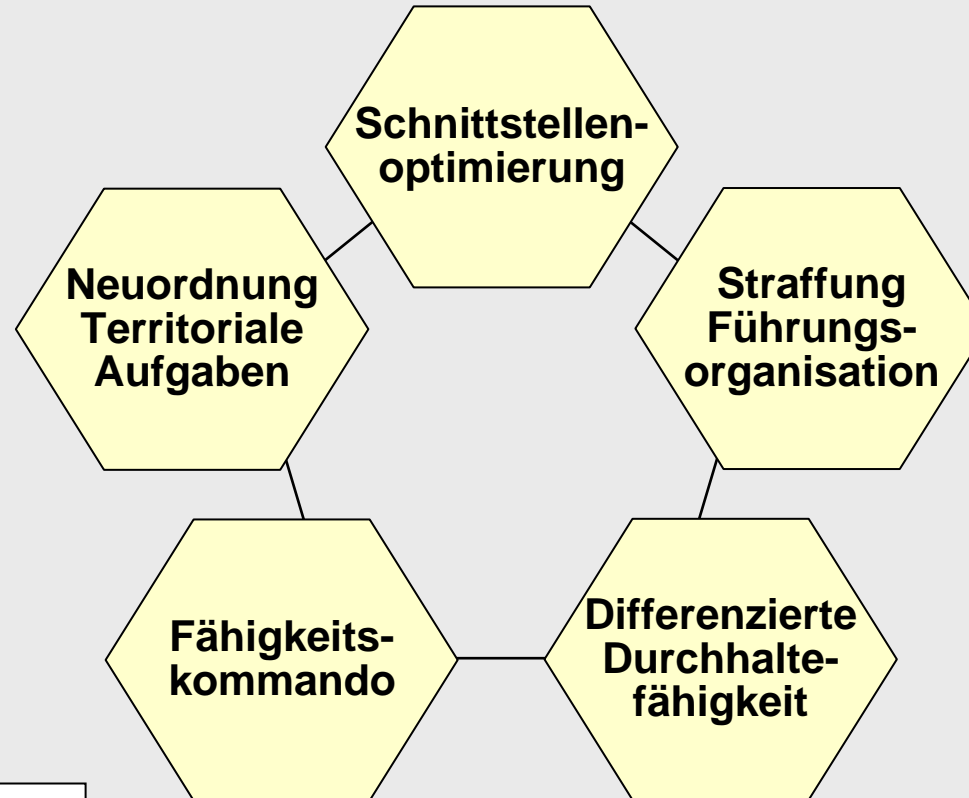 Schnittstellen-
optimierung
Neuordnung
Territoriale
Aufgaben
Straffung
Führungs-
organisation
Fähigkeits-
kommando
Differenzierte
Durchhalte-
fähigkeit